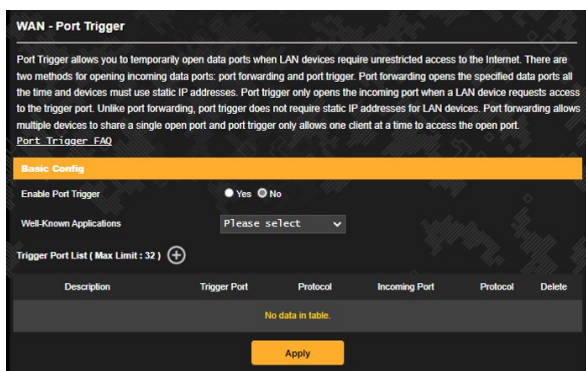 WAN - Port Trigger
Port Trigger allows you to temporarily open data ports when LAN devices require unrestricted access to the Internet. There are
two methods for opening incoming data ports: port forwarding and port trigger. Port forwarding opens the specified data ports all
the time and devices must use static IP addresses. Port trigger only opens the incoming port when a LAN device requests access
to the trigger port. Unlike port forwarding, port trigger does not require static IP addresses for LAN devices. Port forwarding allows
multiple devices to share a single open port and port trigger only allows one client at a time to access the open port.
Port Trigger FAQ
Basic Config
Enable Port Trigger Yes No
Well-Known Applications Please select
Trigger Port List ( Max Limit : 32 )
Description Trigger Port Protocol Incoming Port Protocol Delete
No data in table.
Apply